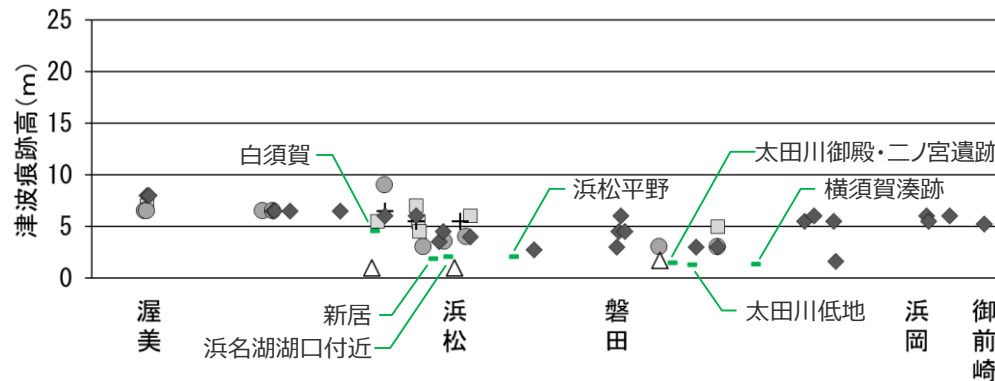 津波痕跡高(m)
25
20
15
10
5
0
白須賀
太田川御殿・二ノ宮遺跡
浜松平野
横須賀湊跡
新居
浜名湖湖口付近
太田川低地
渥美
浜松
磐田
浜岡
御前崎